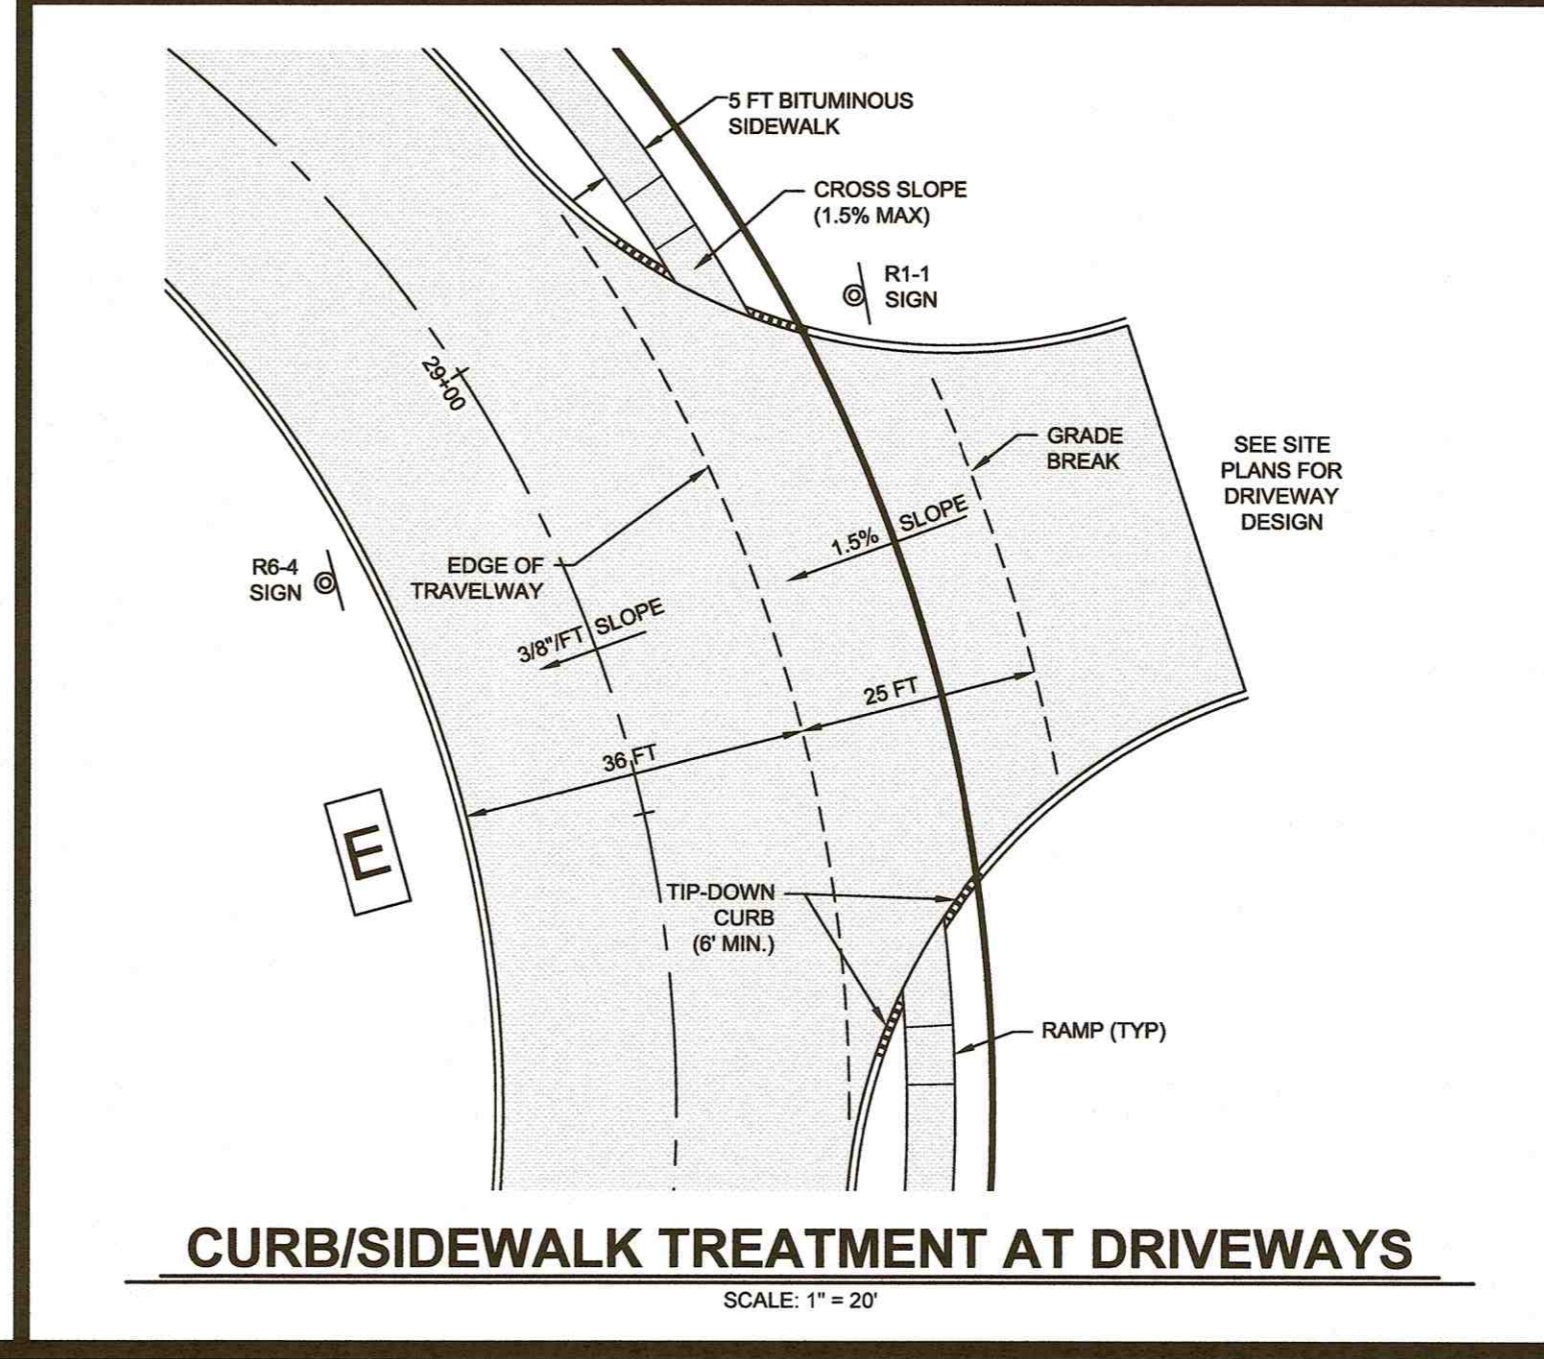 5 FT BITUMINOUS
SIDEWALK
CROSS SLOPE
(1.5% MAX)
R1-1
SIGN
29+00
GRADE
BREAK
SEE SITE
PLANS FOR
DRIVEWAY
DESIGN
1.5% SLOPE
EDGE OF
TRAVELWAY
R6-4
SIGN
3/8"/FT SLOPE
25 FT
36 FT
E
TIP-DOWN
CURB
(6' MIN.)
RAMP (TYP)
CURB/SIDEWALK TREATMENT AT DRIVEWAYS
SCALE: 1" = 20'